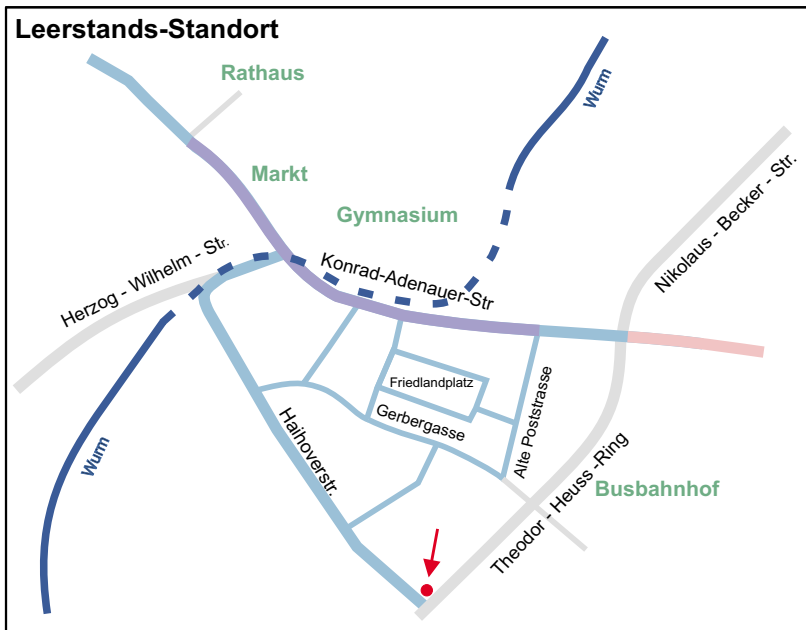 Leerstands-Standort
Rathaus
Wurm
Markt
Gymnasium
Nikolaus - Becker - Str.
Herzog - Wilhelm - Str.
Konrad-Adenauer-Str
Friedlandplatz
Gerbergasse
Alte Poststrasse
Haihoverstr.
Wurm
Theodor - Heuss -Ring
Busbahnhof